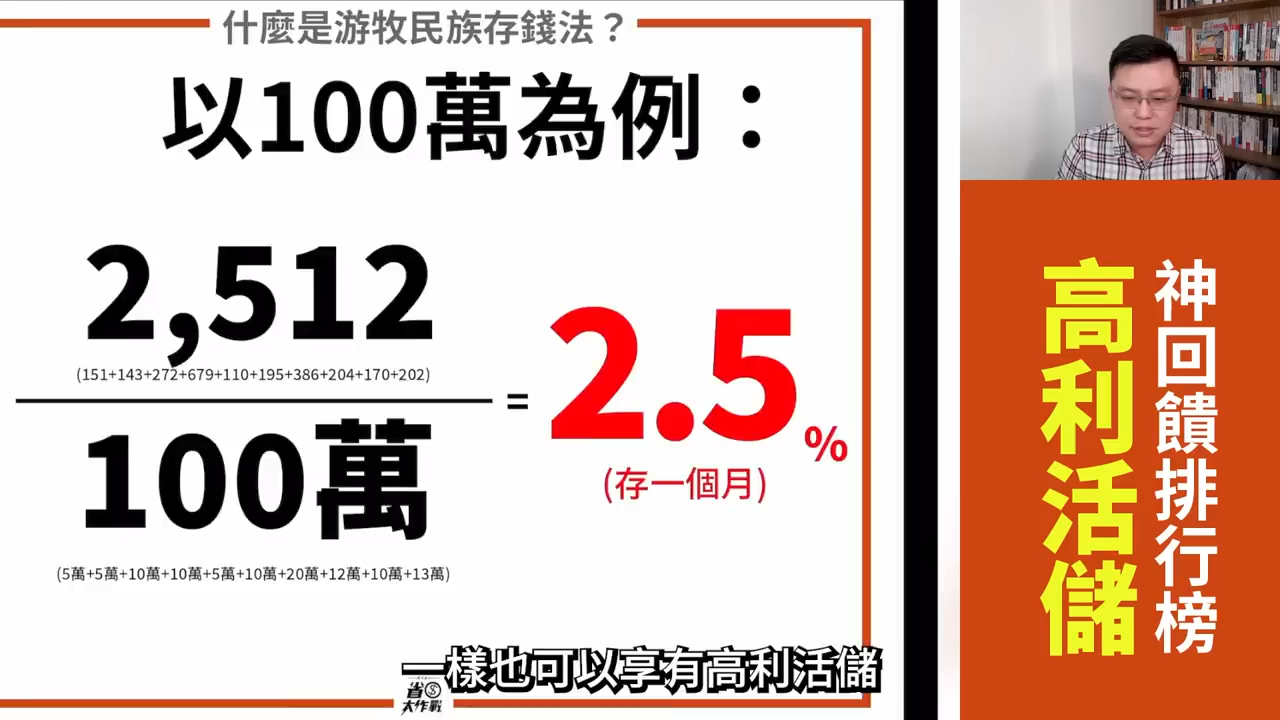 什麼是游牧民族存錢法？
以100萬為例：
2,512
(151+143+272+679+110+195+386+204+170+202)
100萬
(5萬+5萬+10萬+10萬+5萬+10萬+20萬+12萬+10萬+13萬)
=
2.5%
(存一個月)
一樣也可以享有高利活儲
省$
大作戰
神回饋排行榜
高利活儲